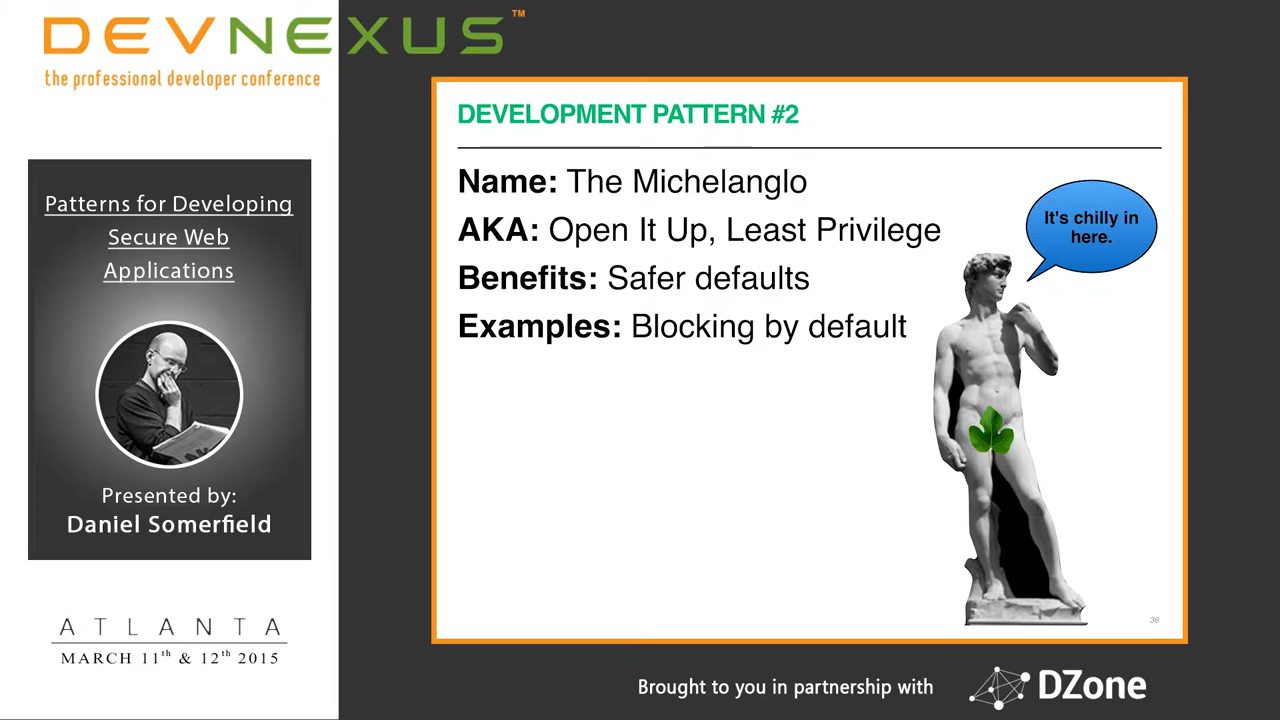 DEVNEXUS™
the professional developer conference
Patterns for Developing
Secure Web
Applications
Presented by:
Daniel Somerfield
ATLANTA
MARCH 11th & 12th 2015
DEVELOPMENT PATTERN #2
Name: The Michelanglo
AKA: Open It Up, Least Privilege
Benefits: Safer defaults
Examples: Blocking by default
It's chilly in
here.
36
Brought to you in partnership with
DZone